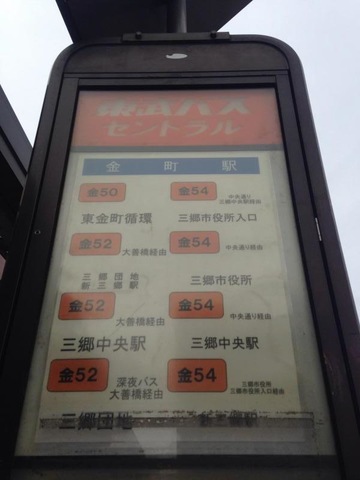 東武バス
セントラル
金町駅
金50
東金町循環
金54
中央通り
三郷中央駅経由
三郷市役所入口
金52
大善橋経由
三郷団地
新三郷駅
金54
中央通り経由
三郷市役所
金52
大善橋経由
三郷中央駅
金54
中央通り経由
三郷中央駅
金52
深夜バス
大善橋経由
三郷団地
金54
三郷市役所
三郷市役所入口経由